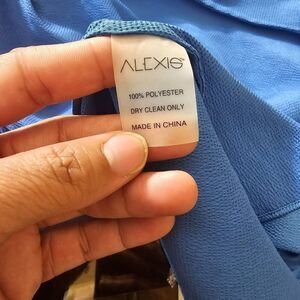 ALEXIS
100% POLYESTER
DRY CLEAN ONLY
MADE IN CHINA